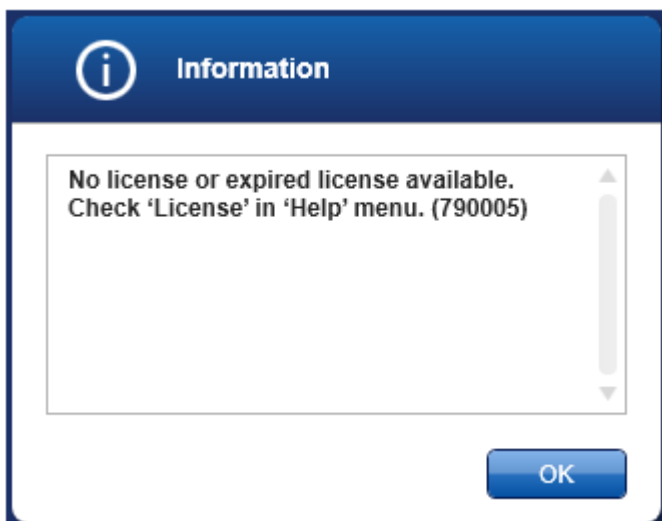 Information
No license or expired license available.
Check ‘License’ in ‘Help’ menu. (790005)
OK